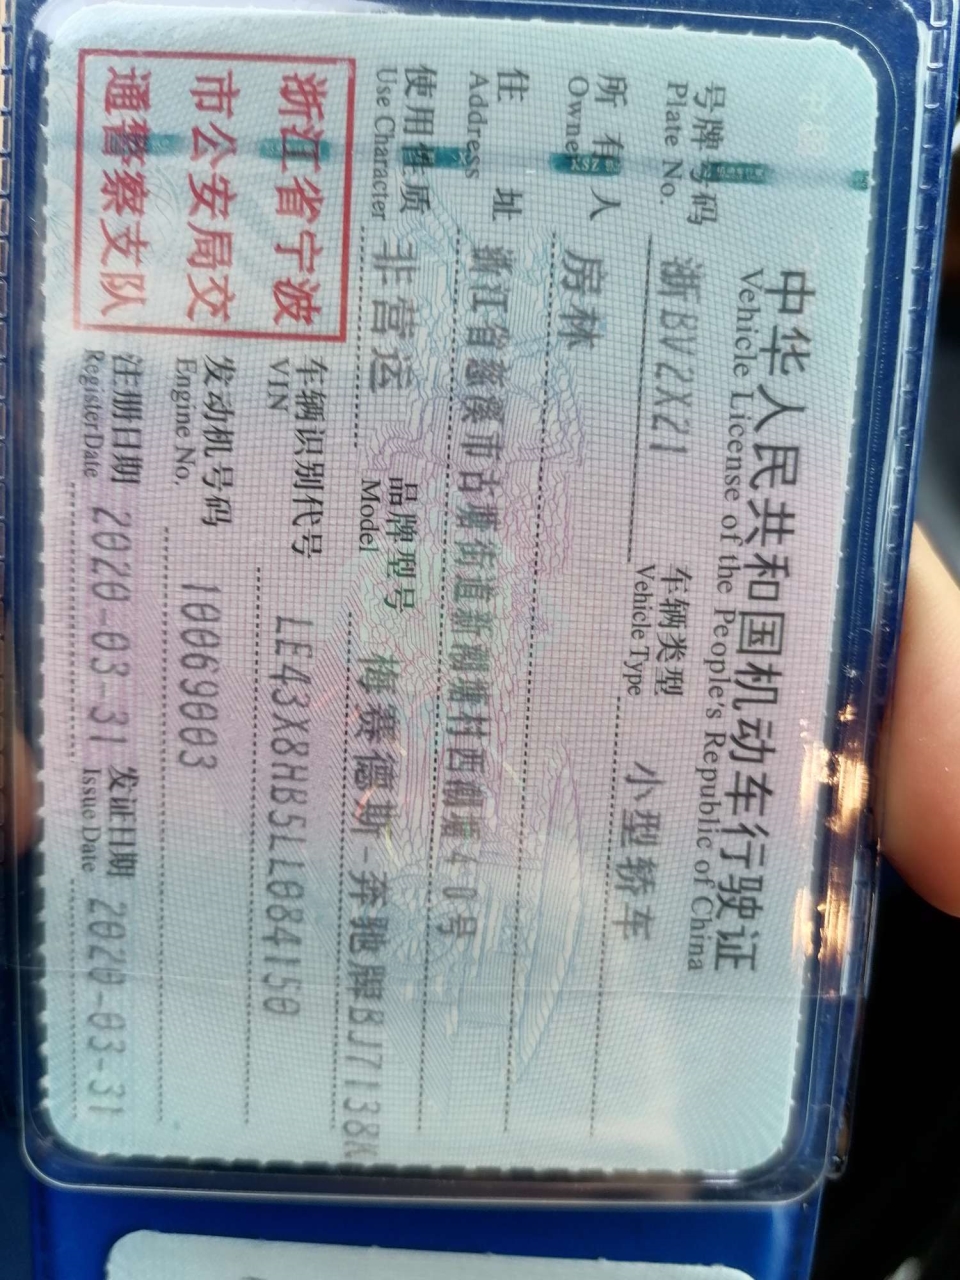 中华人民共和国机动车行驶证
Vehicle License of the People's Republic of China
号牌号码 浙BV2X21 车辆类型 小型轿车
Plate No. Vehicle Type
所有人 房林
Owner
住址 浙江省慈溪市古塘街道新潮塘村西潮塘40号
Address
使用性质 非营运 品牌型号 梅赛德斯-奔驰牌BJ7138M
Use Character Model
浙江省宁波
市公安局交
通警察支队
车辆识别代号 LE43X8HB5LL084150
VIN
发动机号码 10069003
Engine No.
注册日期 2020-03-31 发证日期 2020-03-31
Register Date Issue Date